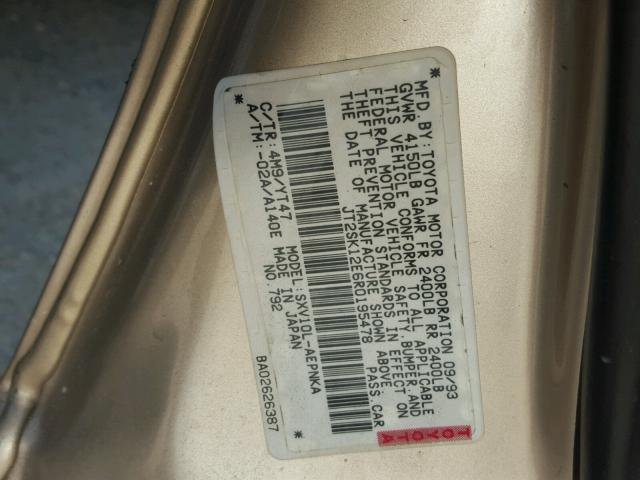 * MFD. BY: TOYOTA MOTOR CORPORATION 09/93
GVWR 4150LB GAWR FR 2400LB RR 2400LB
THIS VEHICLE CONFORMS TO ALL APPLICABLE
FEDERAL MOTOR VEHICLE SAFETY, BUMPER, AND
THEFT PREVENTION STANDARDS IN EFFECT ON
THE DATE OF MANUFACTURE SHOWN ABOVE.
JT2SK12E6R0195478 PASS. CAR
* C/TR: 4M9/YT47 MODEL: SXV10L-AEPNKA *
A/TM: -02A/A140E MADE IN JAPAN
NO. 792 BA02626387
TOYOTA